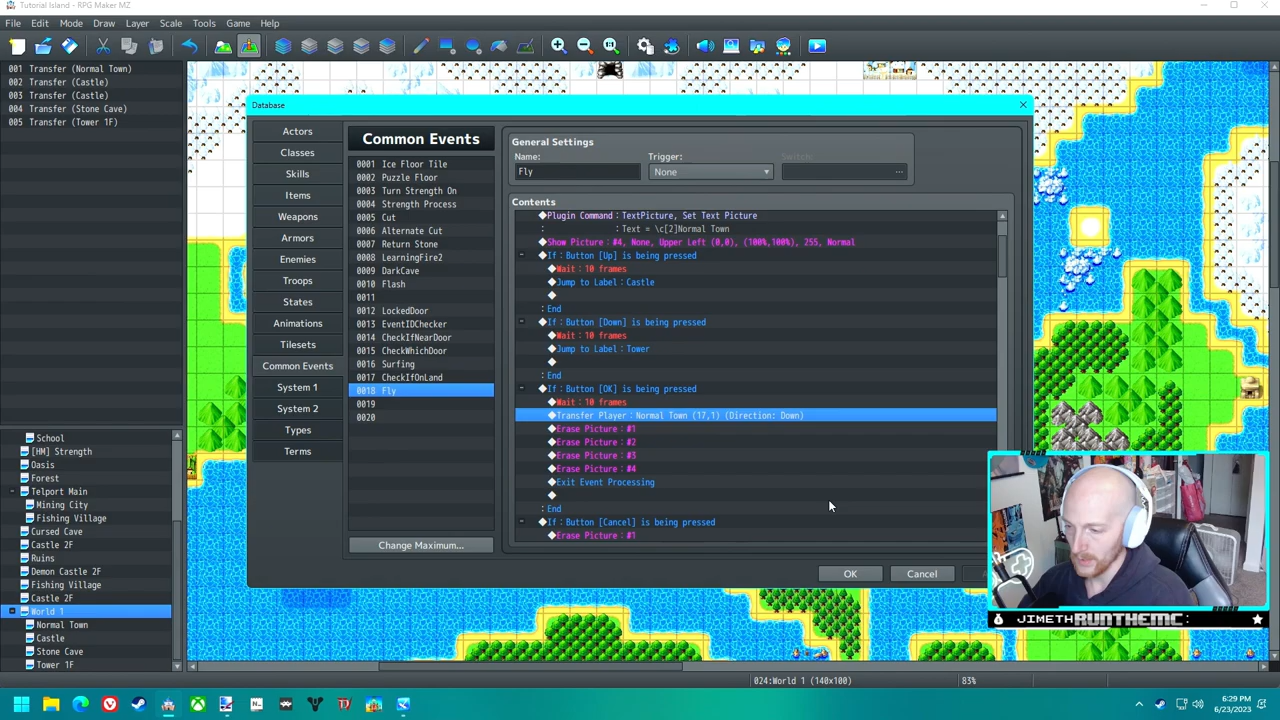 Tutorial Island - RPG Maker MZ
File Edit Mode Draw Layer Scale Tools Game Help
001 Transfer (Normal Town)
002 Transfer (Castle)
003 Transfer (Castle)
004 Transfer (Stone Cave)
005 Transfer (Tower 1F)
School
[HM] Strength
Oasis
Forest
Telport Main
Mining City
Fishing Village
Cursed Cave
Castle 2F
Ruins
Demon Castle 2F
Fishing Village
Castle 2F
World 1
Normal Town
Castle
Stone Cave
Tower 1F
Database
Actors
Classes
Skills
Items
Weapons
Armors
Enemies
Troops
States
Animations
Tilesets
Common Events
System 1
System 2
Types
Terms
Common Events
0001 Ice Floor Tile
0002 Puzzle Floor
0003 Turn Strength On
0004 Strength Process
0005 Cut
0006 Alternate Cut
0007 Return Stone
0008 LearningFire2
0009 DarkCave
0010 Flash
0011
0012 LockedDoor
0013 EventIDChecker
0014 CheckIfNearDoor
0015 CheckWhichDoor
0016 Surfing
0017 CheckIfOnLand
0018 Fly
0019
0020
Change Maximum...
General Settings
Name: Trigger: Switch:
Fly None ...
Contents
◆Plugin Command：TextPicture, Set Text Picture
: ：Text = \c[2]Normal Town
◆Show Picture：#4, None, Upper Left (0,0), (100%,100%), 255, Normal
◆If：Button [Up] is being pressed
◆Wait：10 frames
◆Jump to Label：Castle
◆
: End
◆If：Button [Down] is being pressed
◆Wait：10 frames
◆Jump to Label：Tower
◆
: End
◆If：Button [OK] is being pressed
◆Wait：10 frames
◆Transfer Player：Normal Town (17,1) (Direction: Down)
◆Erase Picture：#1
◆Erase Picture：#2
◆Erase Picture：#3
◆Erase Picture：#4
◆Exit Event Processing
◆
: End
◆If：Button [Cancel] is being pressed
◆Erase Picture：#1
OK Cancel
JIMETHRUNTHEMC:
024:World 1 (140x100) 83%
6:29 PM
6/23/2023